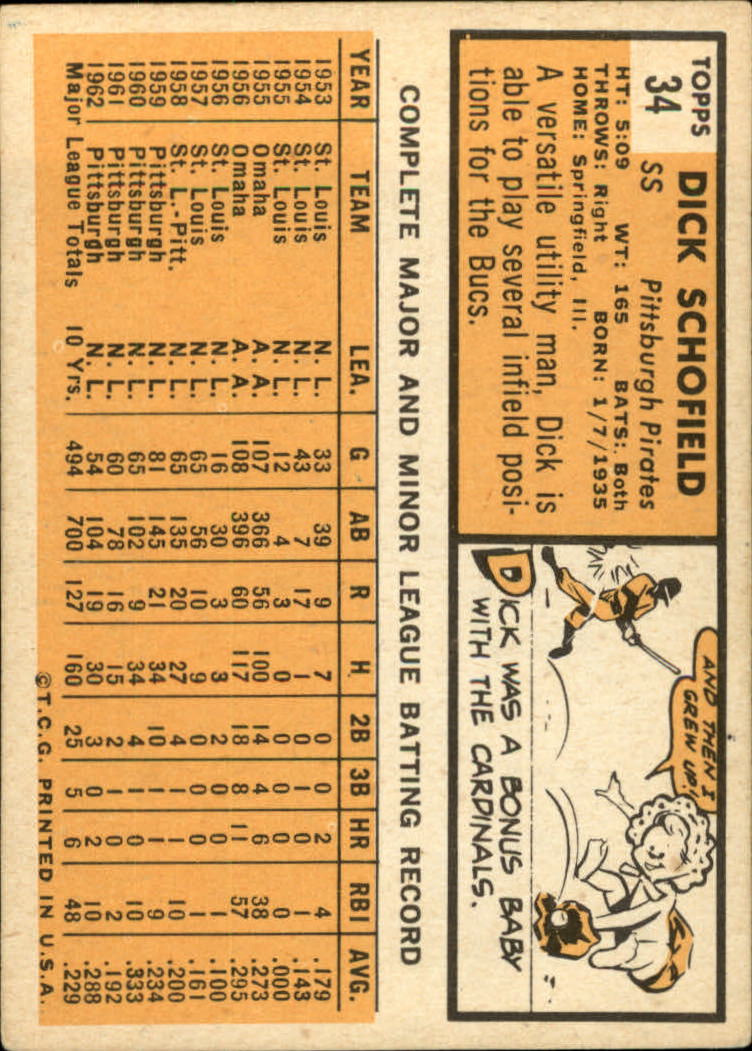 TOPPS
34
DICK SCHOFIELD
SS Pittsburgh Pirates
HT: 5:09 WT: 165 BATS: Both
THROWS: Right BORN: 1/7/1935
HOME: Springfield, Ill.
A versatile utility man, Dick is
able to play several infield posi-
tions for the Bucs.
AND THEN I
GREW UP!
DICK WAS A BONUS BABY
WITH THE CARDINALS.
COMPLETE MAJOR AND MINOR LEAGUE BATTING RECORD
YEAR TEAM LEA. G AB R H 2B 3B HR RBI AVG.
1953 St. Louis N. L. 33 39 9 7 0 0 2 4 .179
1954 St. Louis N. L. 43 7 17 1 0 1 0 1 .143
1955 St. Louis N. L. 12 4 3 0 0 0 0 0 .000
1955 Omaha A. A. 107 366 56 100 14 4 6 38 .273
1956 Omaha A. A. 108 396 60 117 18 8 11 57 .295
1956 St. Louis N. L. 16 30 3 3 2 0 0 1 .100
1957 St. Louis N. L. 65 56 10 9 0 0 0 1 .161
1958 St. L.-Pitt. N. L. 65 135 20 27 4 1 1 10 .200
1959 Pittsburgh N. L. 81 145 21 34 10 1 1 9 .234
1960 Pittsburgh N. L. 65 102 9 34 4 1 0 10 .333
1961 Pittsburgh N. L. 60 78 16 15 2 1 0 2 .192
1962 Pittsburgh N. L. 54 104 19 30 3 0 2 10 .288
Major League Totals 10 Yrs. 494 700 127 160 25 5 6 48 .229
©T.C.G. PRINTED IN U.S.A.